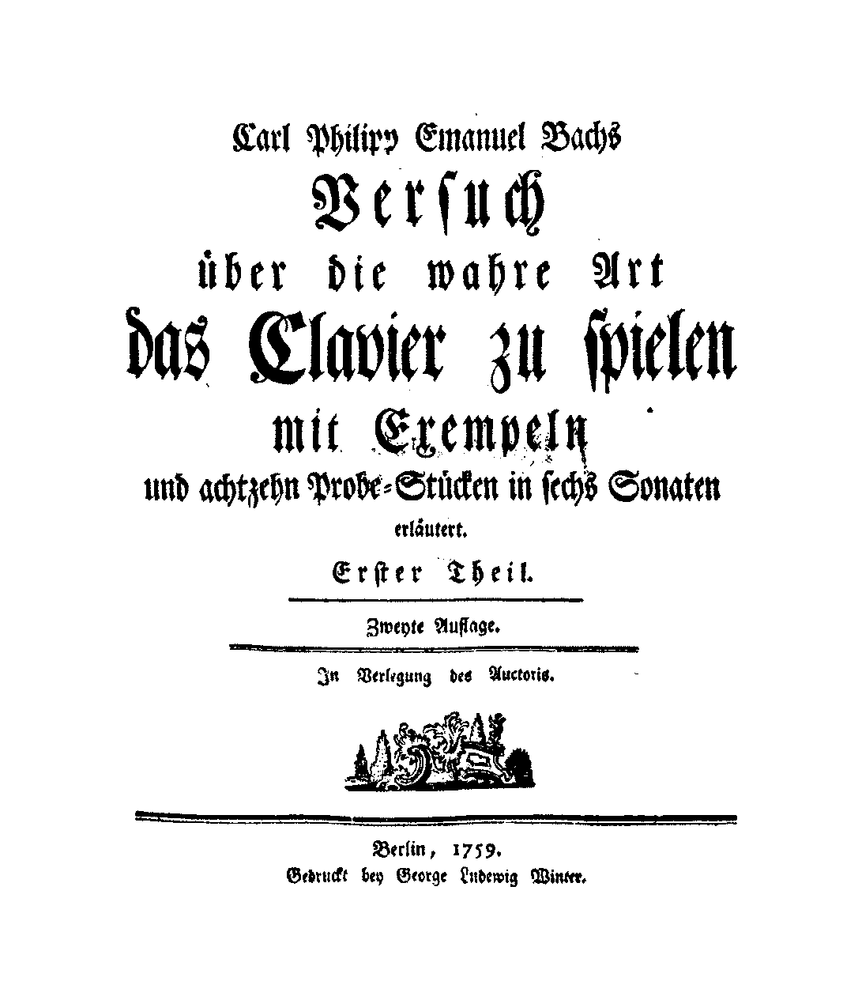 Carl Philipp Emanuel Bachs
Versuch
über die wahre Art
das Clavier zu spielen
mit Exempeln
und achtzehn Probe-Stücken in sechs Sonaten
erläutert.
Erster Theil.
Zweyte Auflage.
In Verlegung des Auctoris.
Berlin, 1759.
Gedruckt bey George Ludewig Winter.